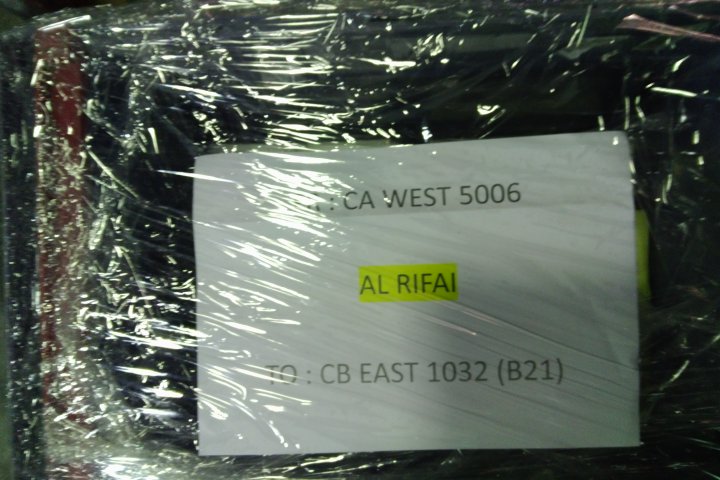 : CA WEST 5006
AL RIFAI
TO : CB EAST 1032 (B21)